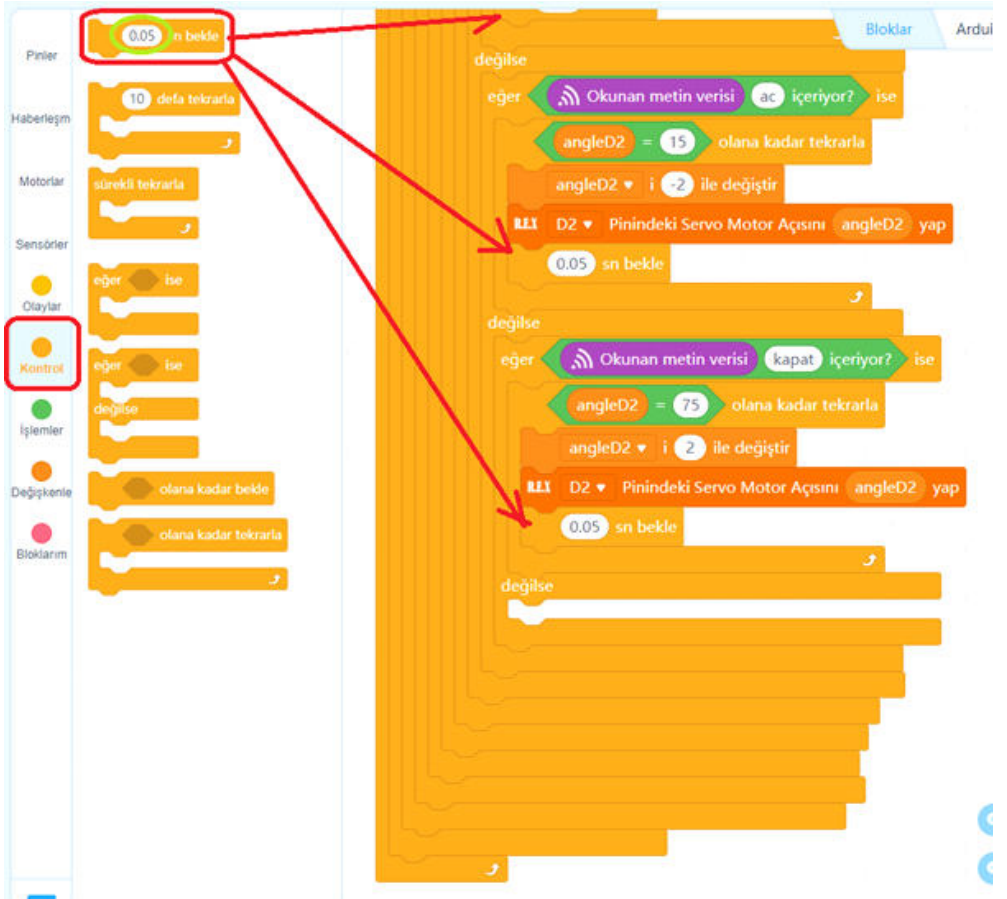 Pinler
Haberleşm
Motorlar
Sensörler
Olaylar
Kontrol
İşlemler
Değişkenle
Bloklarım
0.05 n bekle
10 defa tekrarla
sürekli tekrarla
eğer ise
eğer ise
değilse
olana kadar bekle
olana kadar tekrarla
Bloklar
Ardui
değilse
eğer Okunan metin verisi ac içeriyor? ise
angleD2 = 15 olana kadar tekrarla
angleD2 i -2 ile değiştir
REX D2 Pinindeki Servo Motor Açısını angleD2 yap
0.05 sn bekle
değilse
eğer Okunan metin verisi kapat içeriyor? ise
angleD2 = 75 olana kadar tekrarla
angleD2 i 2 ile değiştir
REX D2 Pinindeki Servo Motor Açısını angleD2 yap
0.05 sn bekle
değilse